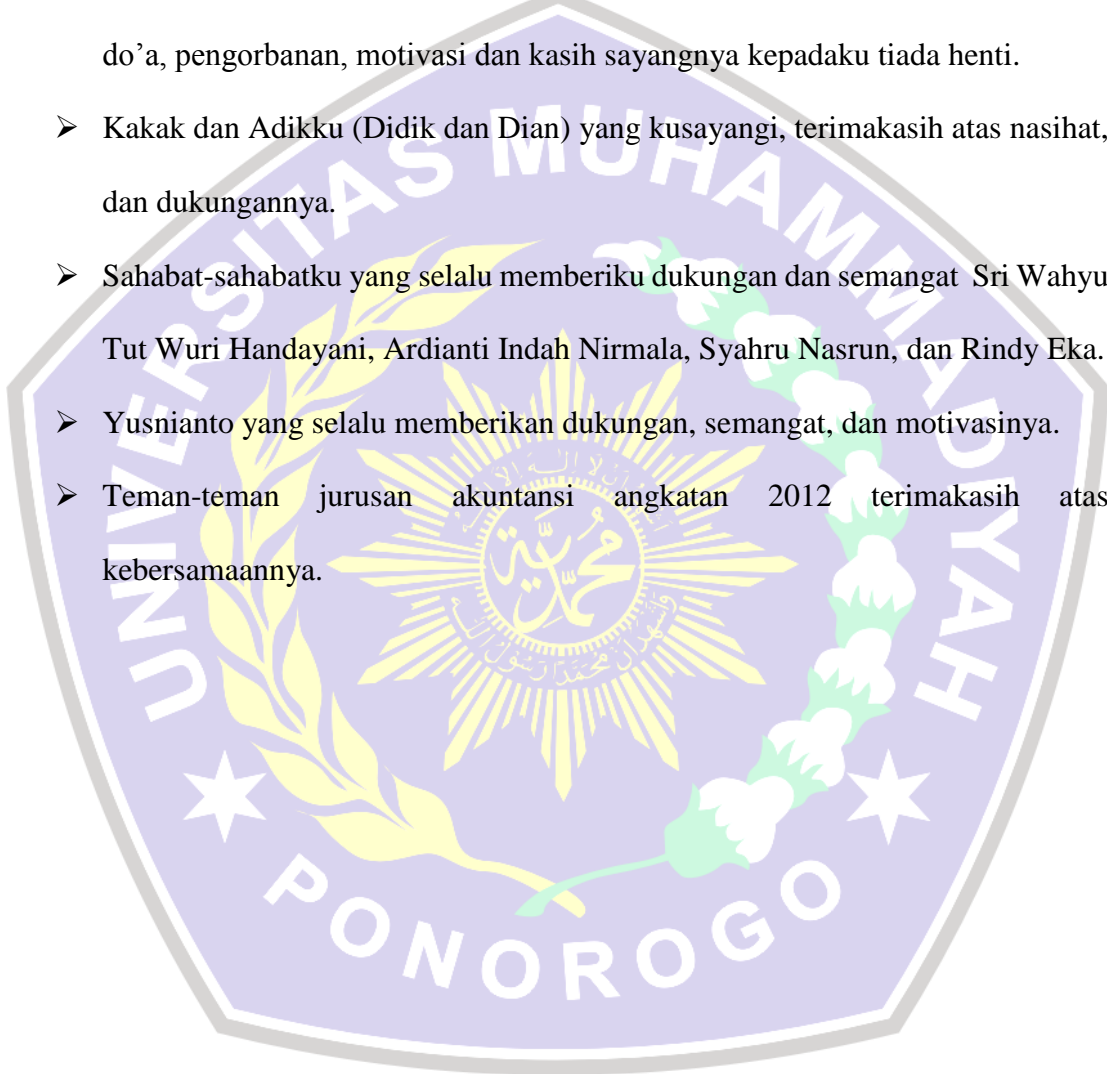 do’a, pengorbanan, motivasi dan kasih sayangnya kepadaku tiada henti.
➢ Kakak dan Adikku (Didik dan Dian) yang kusayangi, terimakasih atas nasihat,
dan dukungannya.
➢ Sahabat-sahabatku yang selalu memberiku dukungan dan semangat Sri Wahyu
Tut Wuri Handayani, Ardianti Indah Nirmala, Syahru Nasrun, dan Rindy Eka.
➢ Yusnianto yang selalu memberikan dukungan, semangat, dan motivasinya.
➢ Teman-teman jurusan akuntansi angkatan 2012 terimakasih atas
kebersamaannya.
UNIVERSITAS MUHAMMADIYAH
PONOROGO
محمدية